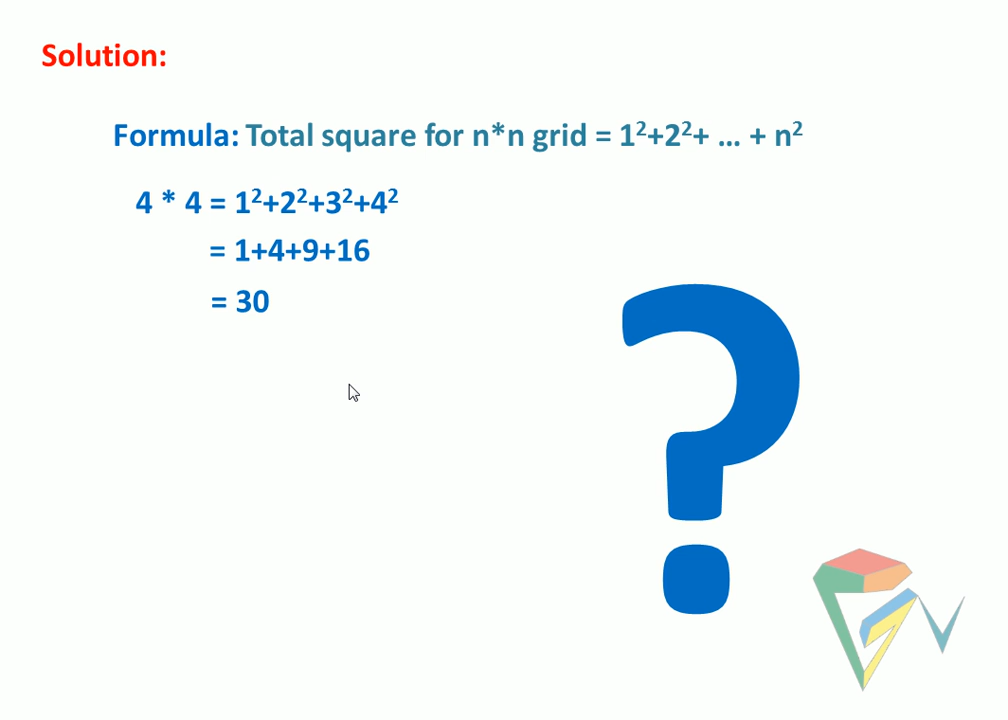 Solution:
Formula: Total square for n*n grid = 1²+2²+ … + n²
4 * 4 = 1²+2²+3²+4²
= 1+4+9+16
= 30
?